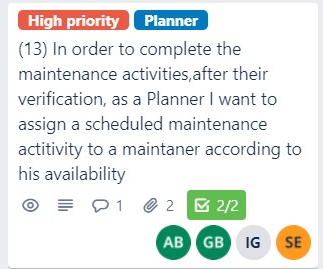 High priority Planner
(13) In order to complete the
maintenance activities,after their
verification, as a Planner I want to
assign a scheduled maintenance
actitivity to a maintaner according to
his availability
1 2 2/2
AB GB IG SE